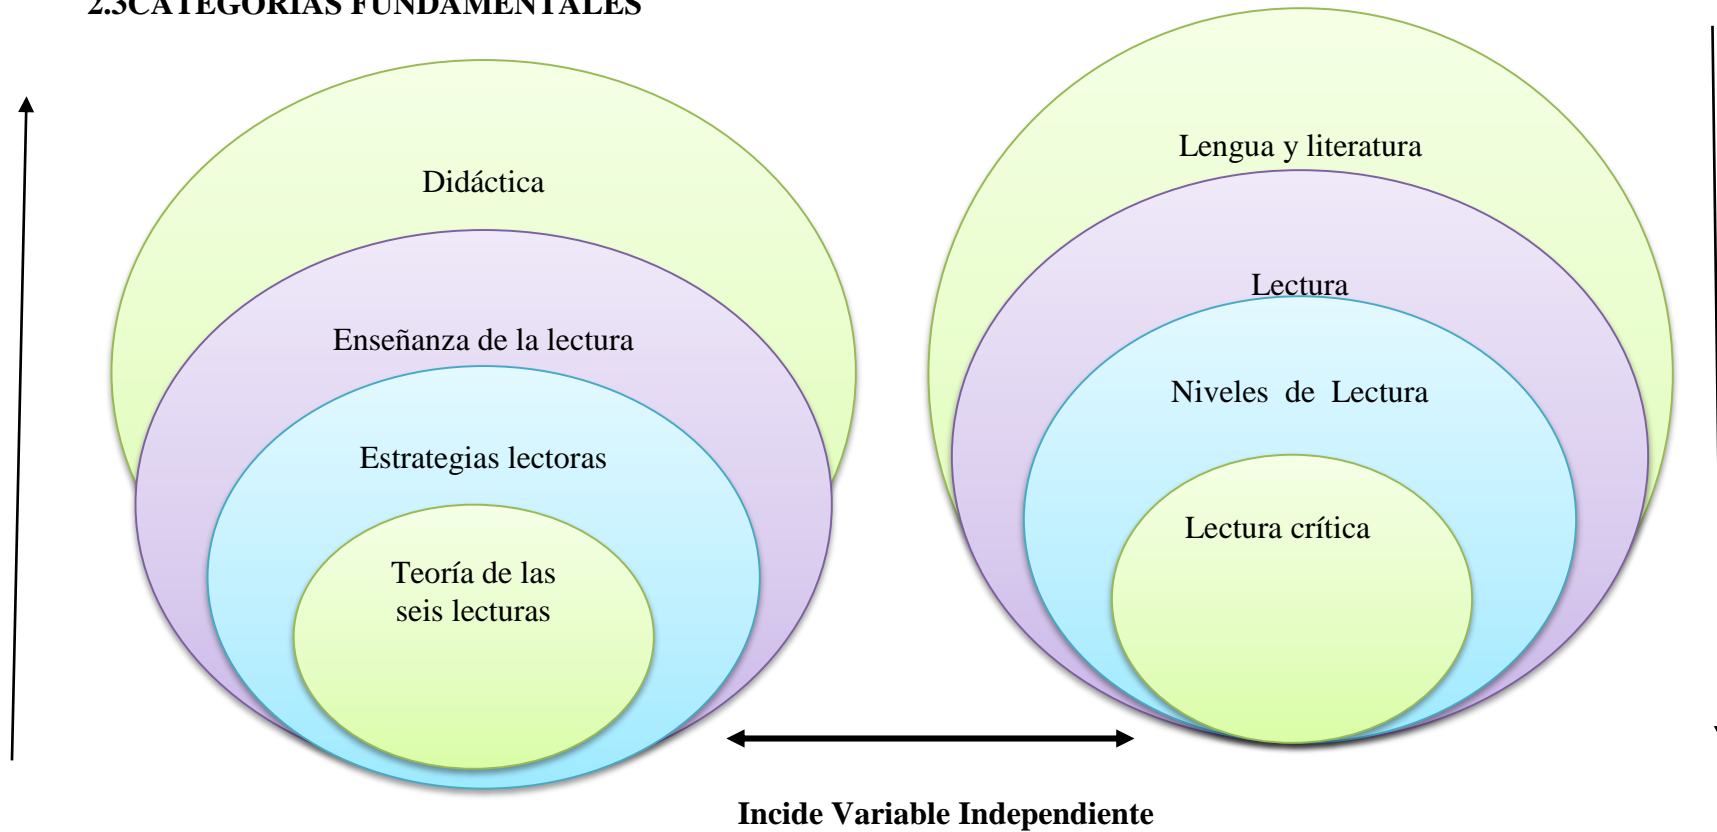 2.3CATEGORÍAS FUNDAMENTALES
Didáctica
Enseñanza de la lectura
Estrategias lectoras
Teoría de las
seis lecturas
Lengua y literatura
Lectura
Niveles de Lectura
Lectura crítica
Incide Variable Independiente